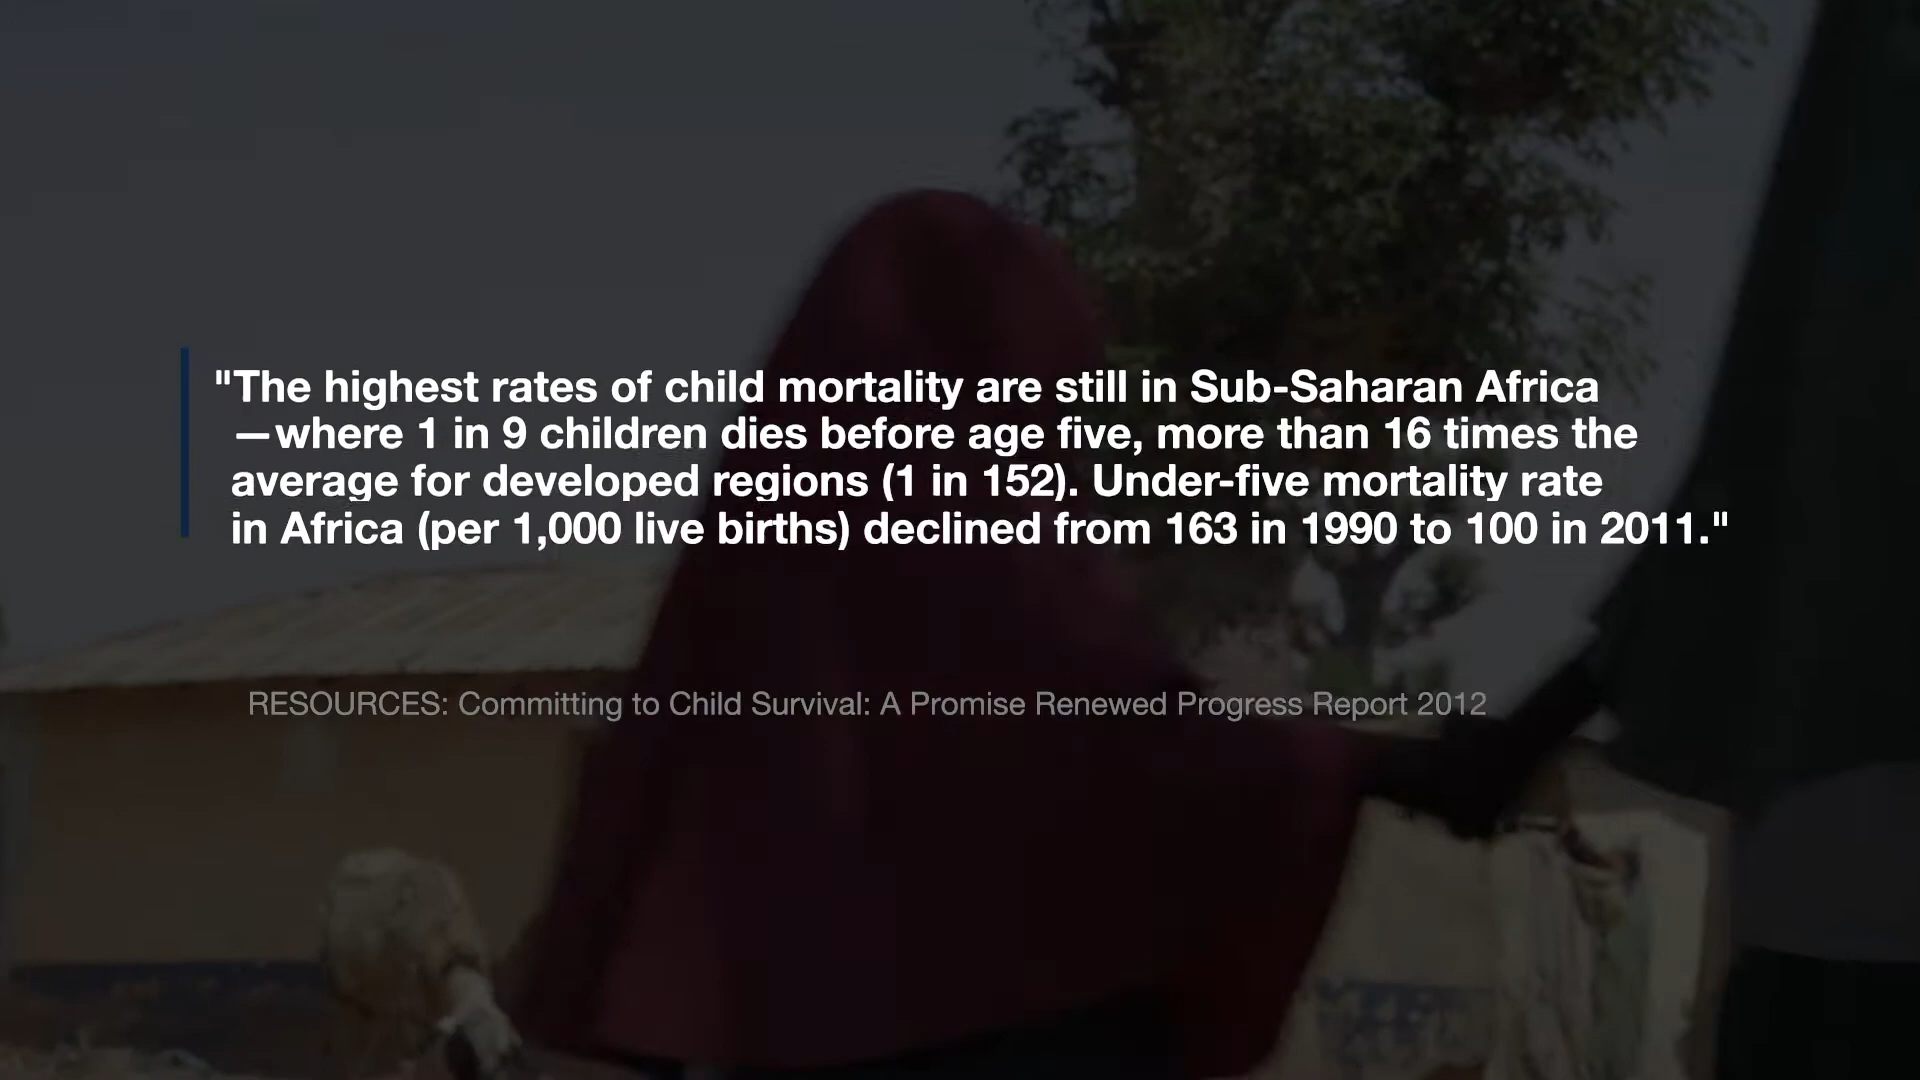 "The highest rates of child mortality are still in Sub-Saharan Africa
—where 1 in 9 children dies before age five, more than 16 times the
average for developed regions (1 in 152). Under-five mortality rate
in Africa (per 1,000 live births) declined from 163 in 1990 to 100 in 2011."
RESOURCES: Committing to Child Survival: A Promise Renewed Progress Report 2012